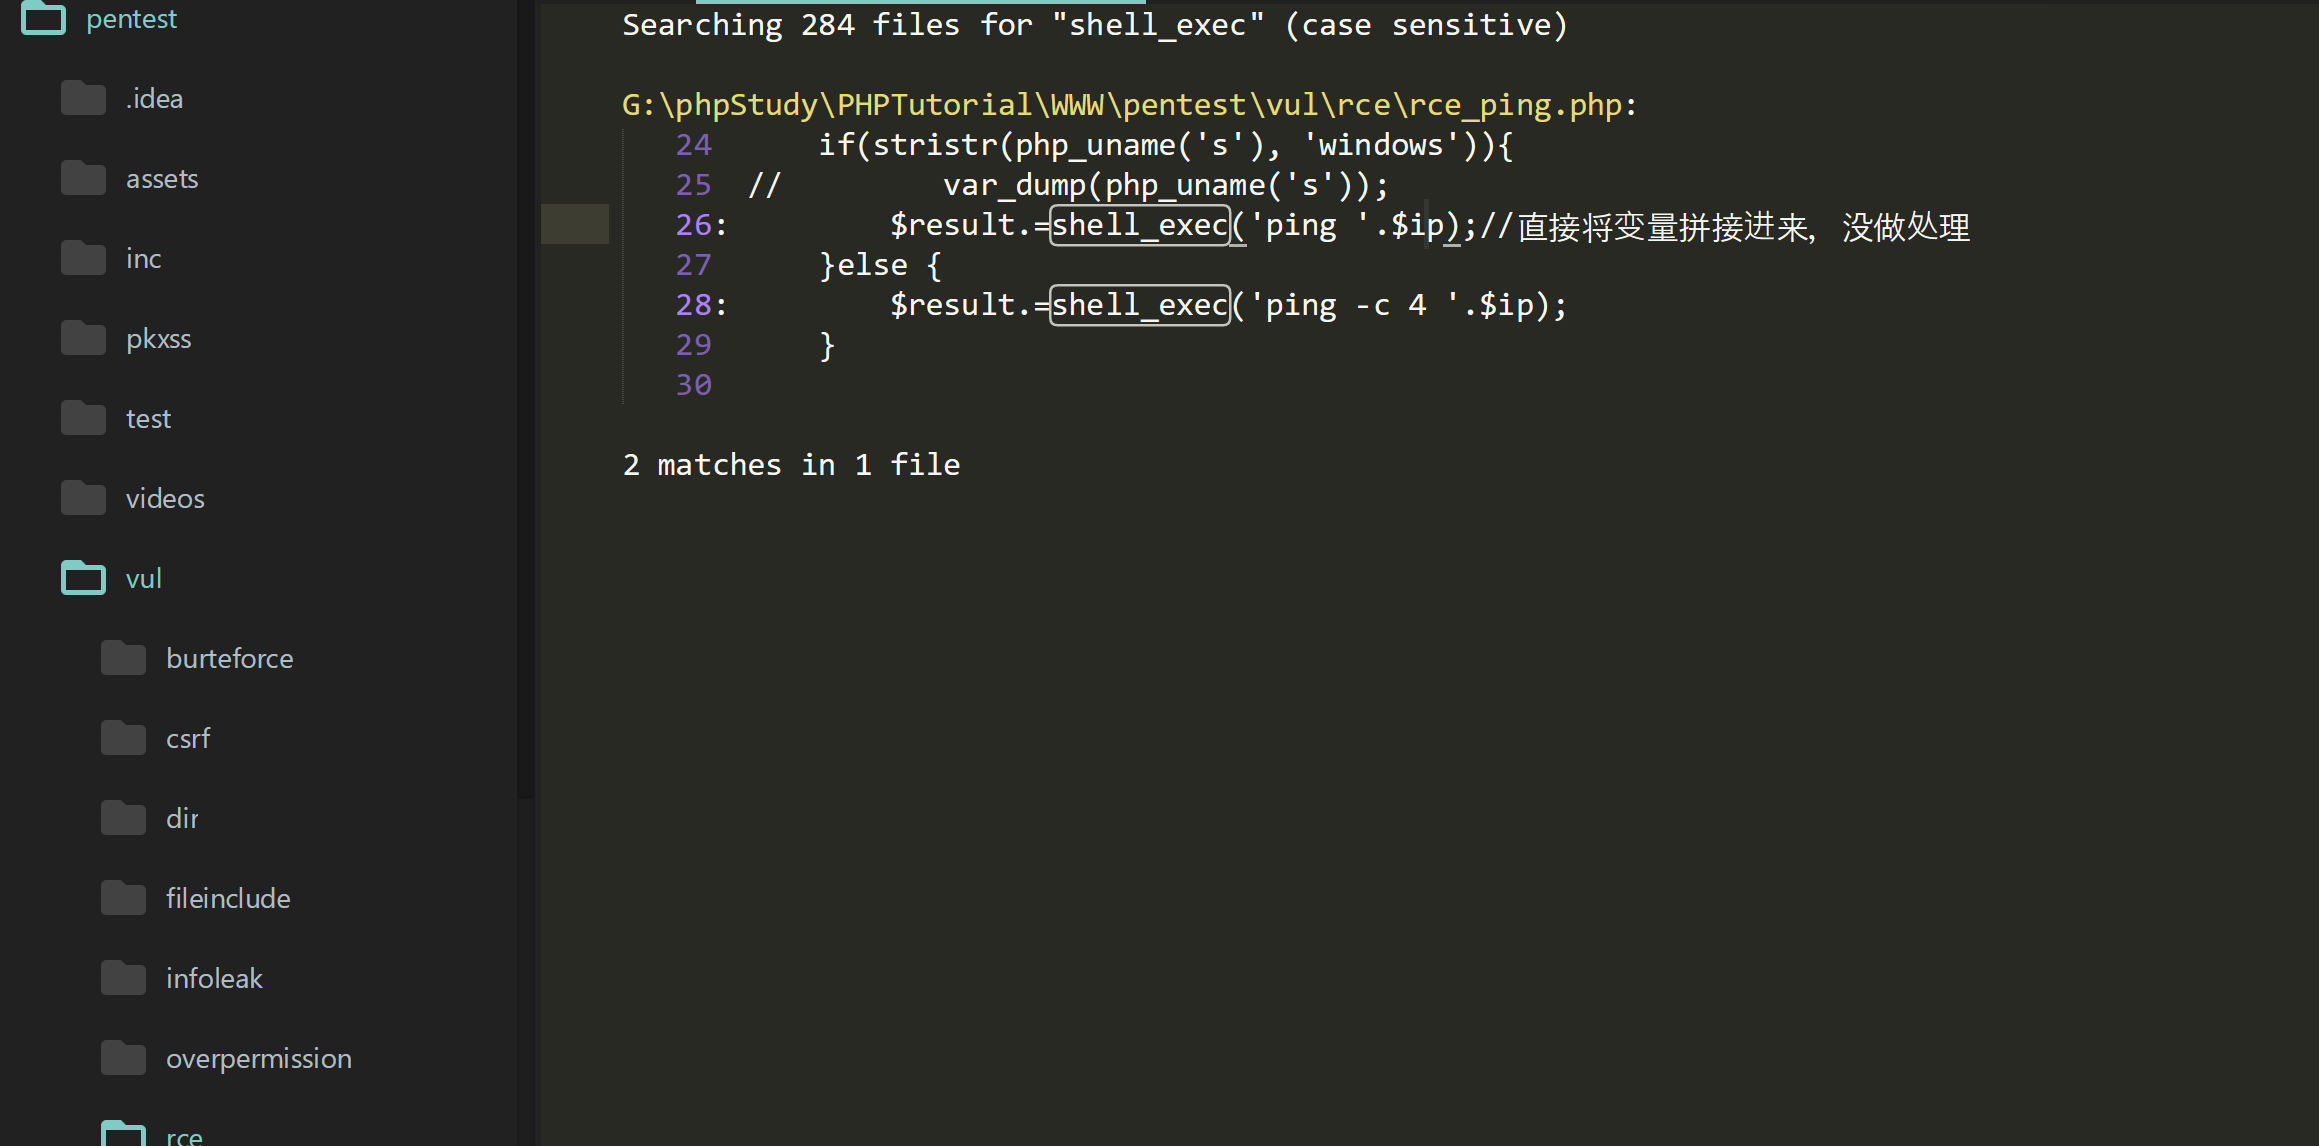 pentest
.idea
assets
inc
pkxss
test
videos
vul
burteforce
csrf
dir
fileinclude
infoleak
overpermission
rce
Searching 284 files for "shell_exec" (case sensitive)
G:\phpStudy\PHPTutorial\WWW\pentest\vul\rce\rce_ping.php:
24 if(stristr(php_uname('s'), 'windows')){
25 // var_dump(php_uname('s'));
26: $result.=shell_exec('ping '.$ip);//直接将变量拼接进来，没做处理
27 }else {
28: $result.=shell_exec('ping -c 4 '.$ip);
29 }
30
2 matches in 1 file